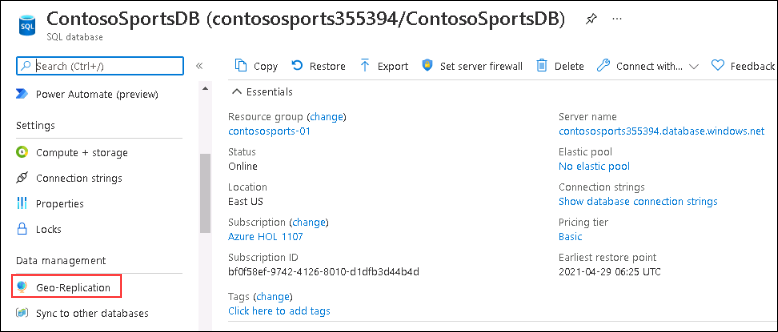 ContosoSportsDB (contososports355394/ContosoSportsDB)
SQL database
Search (Ctrl+/)
Power Automate (preview)
Settings
Compute + storage
Connection strings
Properties
Locks
Data management
Geo-Replication
Sync to other databases
Copy Restore Export Set server firewall Delete Connect with... Feedback
Essentials
Resource group (change)
contososports-01
Status
Online
Location
East US
Subscription (change)
Azure HOL 1107
Subscription ID
bf0f58ef-9742-4126-8010-d1dfb3d44b4d
Tags (change)
Click here to add tags
Server name
contososports355394.database.windows.net
Elastic pool
No elastic pool
Connection strings
Show database connection strings
Pricing tier
Basic
Earliest restore point
2021-04-29 06:25 UTC